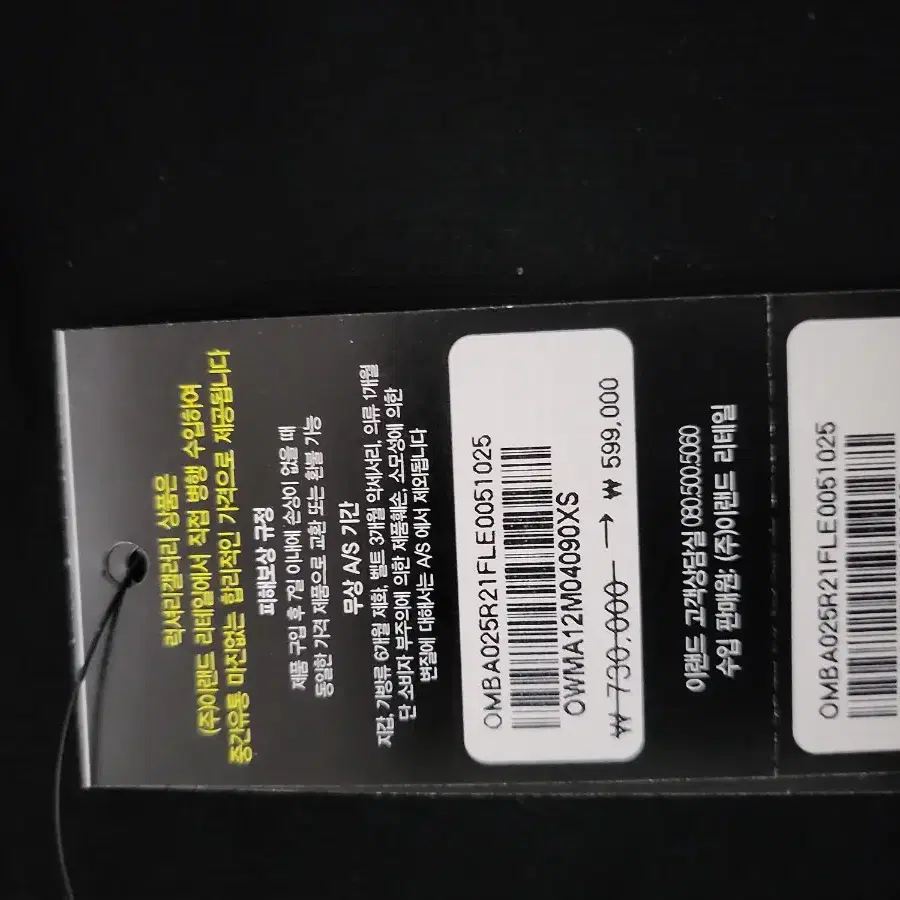 럭셔리갤러리 상품은
(주)이랜드 리테일에서 직접 병행 수입하여
중간유통 마진없는 합리적인 가격으로 제공됩니다
피해보상 규정
제품 구입 후 7일 이내에 손상이 없을 때
동일한 가격 제품으로 교환 또는 환불 가능
무상 A/S 기간
지갑, 가방류 6개월 제화, 벨트 3개월 악세서리, 의류 1개월
단 소비자 부주의에 의한 제품훼손, 소모성에 의한
변질에 대해서는 A/S 에서 제외됩니다
OMBA025R21FLE0051025
OWMA12M04090XS
₩ 730,000 → ₩ 599,000
이랜드 고객상담실 080.500.5060
수입 판매원: (주)이랜드 리테일
OMBA025R21FLE0051025